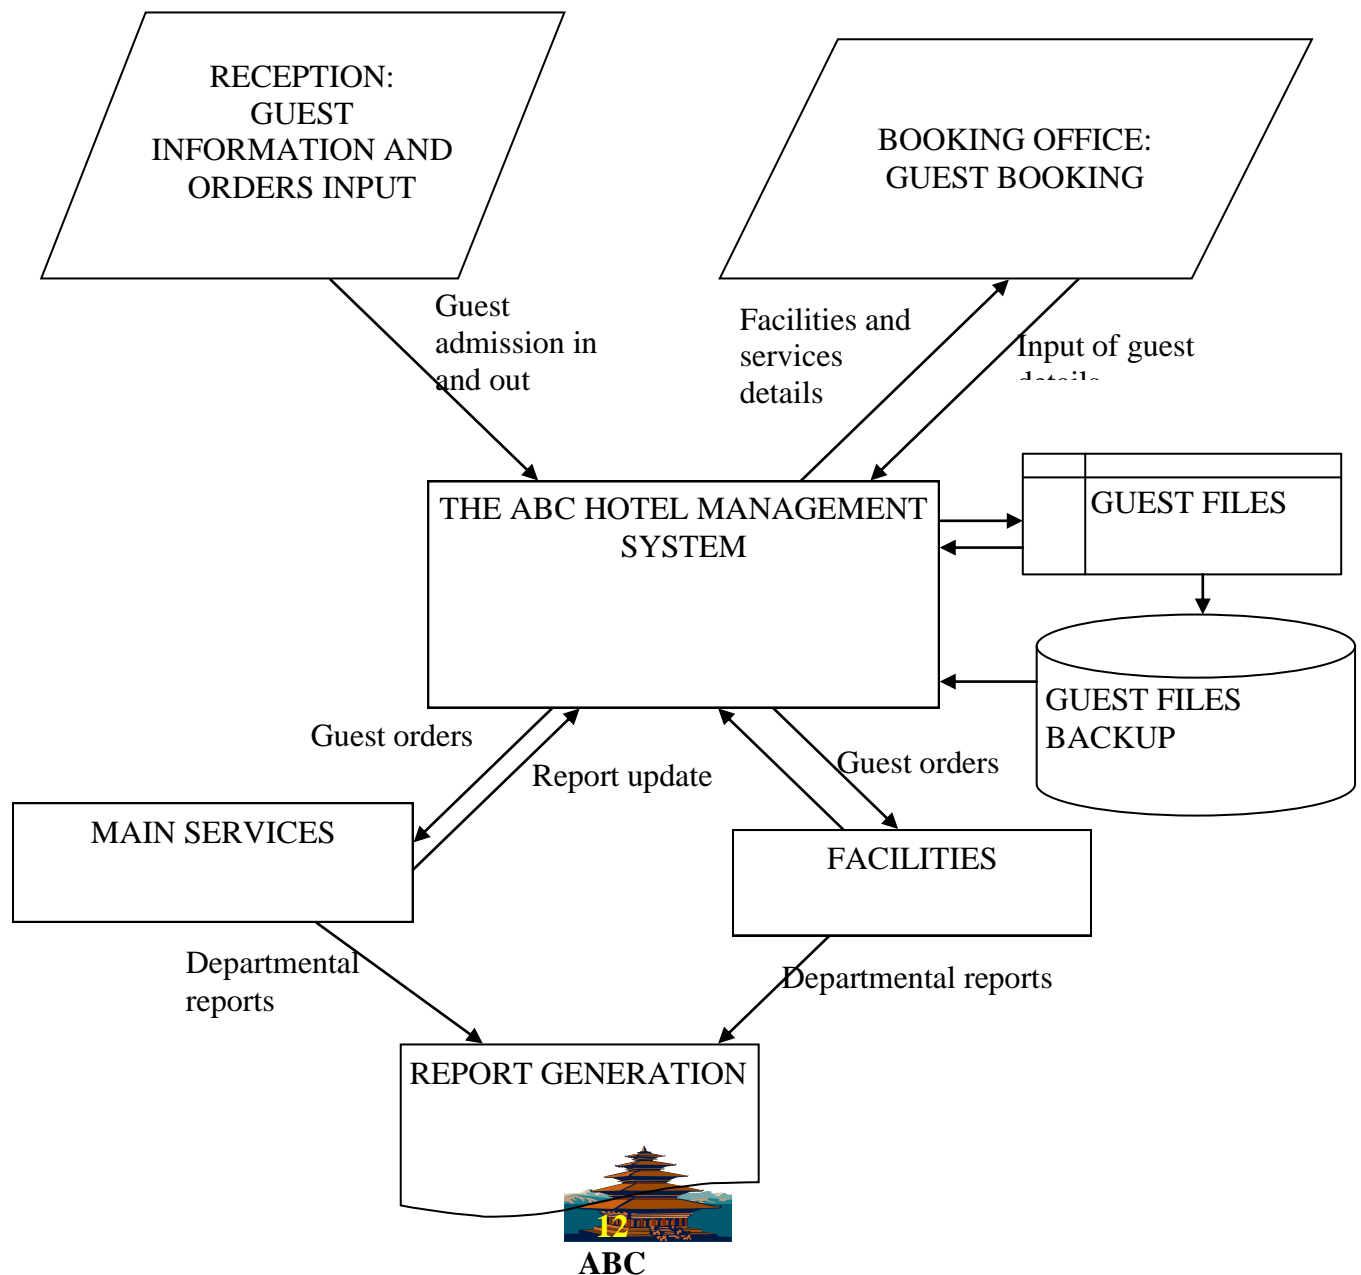 RECEPTION:
GUEST
INFORMATION AND
ORDERS INPUT
BOOKING OFFICE:
GUEST BOOKING
Guest
admission in
and out
Facilities and
services
details
Input of guest
details
THE ABC HOTEL MANAGEMENT
SYSTEM
GUEST FILES
GUEST FILES
BACKUP
Guest orders
Report update
Guest orders
MAIN SERVICES
FACILITIES
Departmental
reports
Departmental reports
REPORT GENERATION
12
ABC